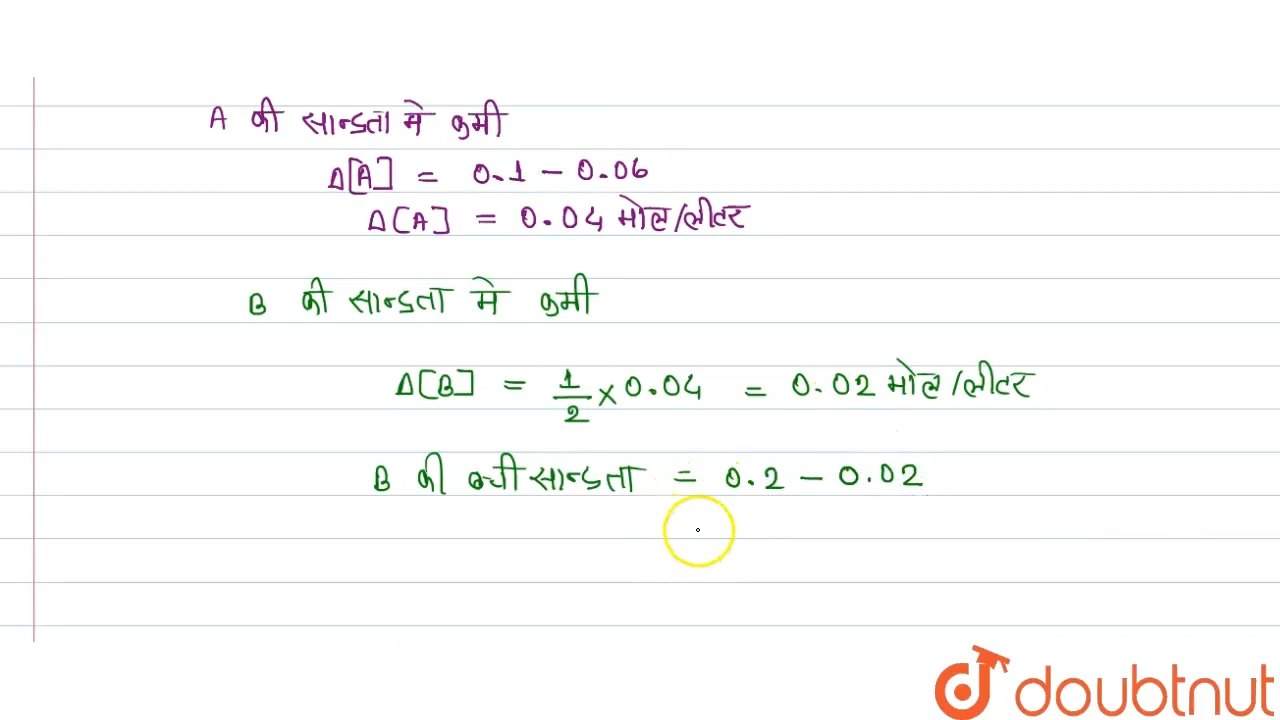 A की सान्द्रता मे कमी
Δ[A] = 0.1 - 0.06
Δ[A] = 0.04 मोल/लीटर
B की सान्द्रता मे कमी
Δ[B] = 1/2 × 0.04 = 0.02 मोल/लीटर
B की बची सान्द्रता = 0.2 - 0.02
doubtnut